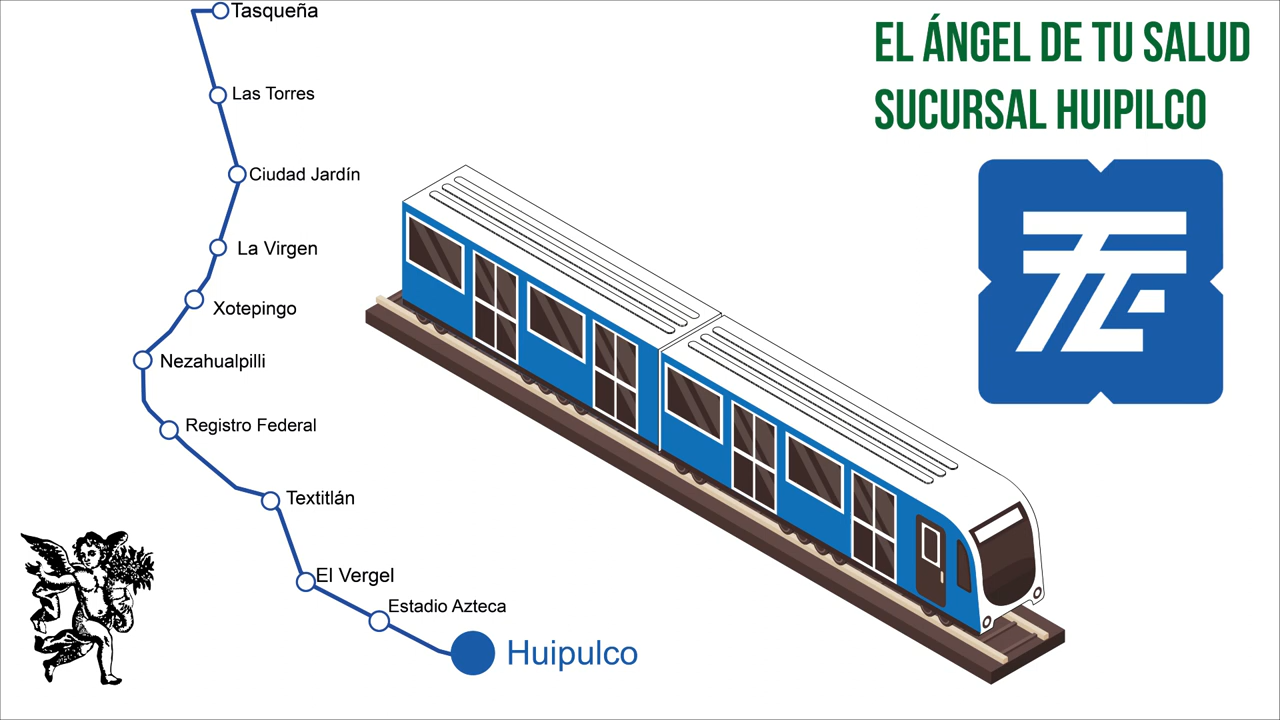 Tasqueña
Las Torres
Ciudad Jardín
La Virgen
Xotepingo
Nezahualpilli
Registro Federal
Textitlán
El Vergel
Estadio Azteca
Huipulco
EL ÁNGEL DE TU SALUD
SUCURSAL HUIPILCO